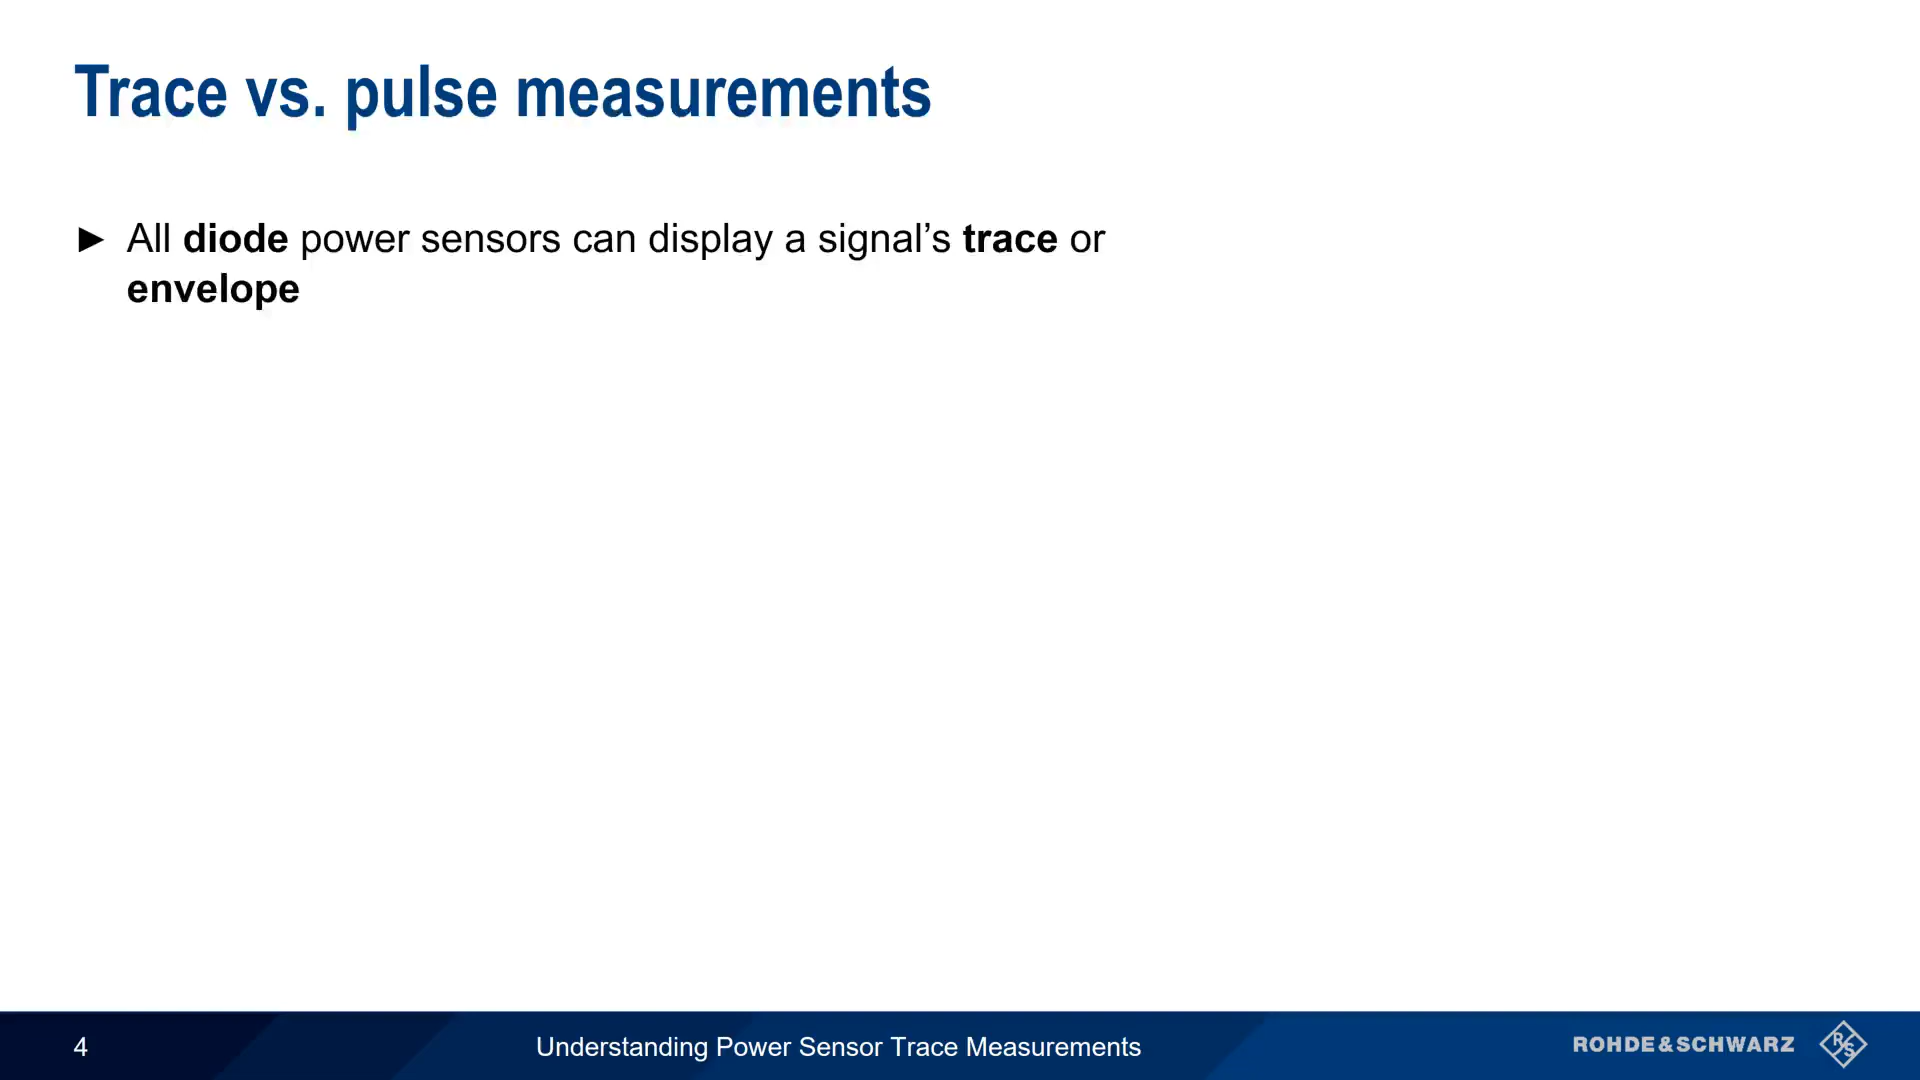 Trace vs. pulse measurements
► All diode power sensors can display a signal’s trace or
envelope
4
Understanding Power Sensor Trace Measurements
ROHDE&SCHWARZ
R
S